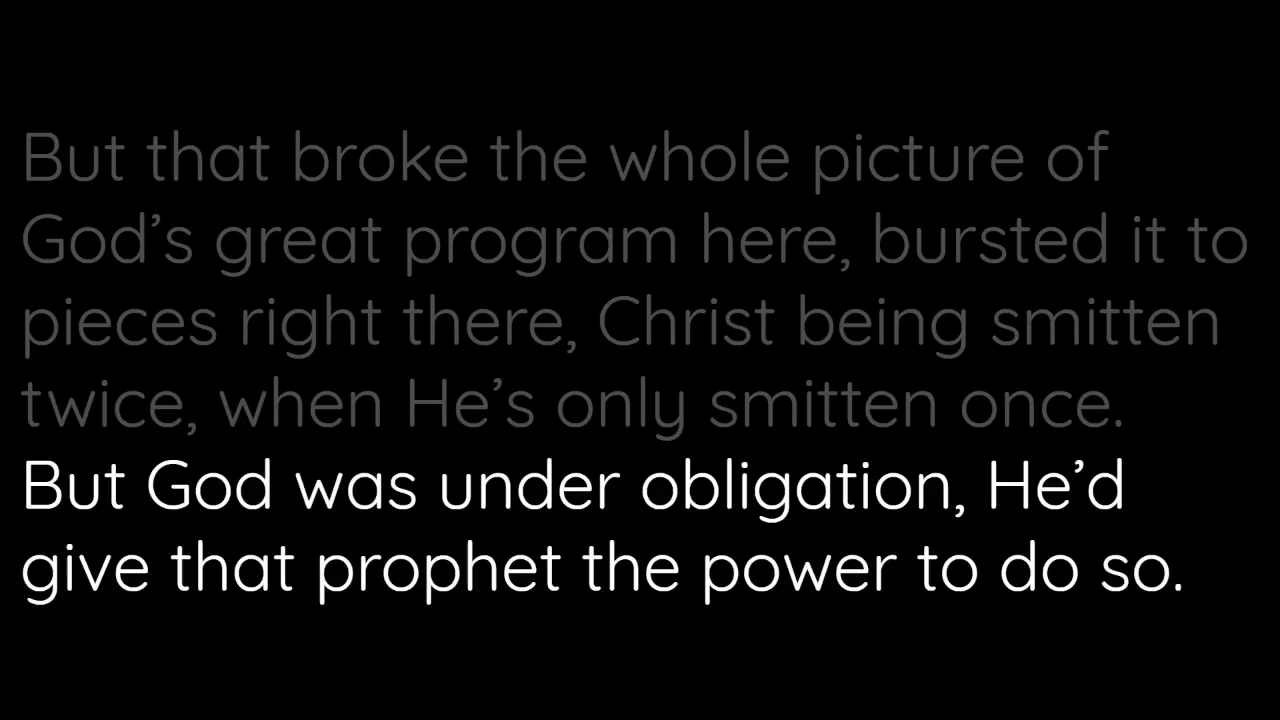 But that broke the whole picture of
God’s great program here, bursted it to
pieces right there, Christ being smitten
twice, when He’s only smitten once.
But God was under obligation, He’d
give that prophet the power to do so.